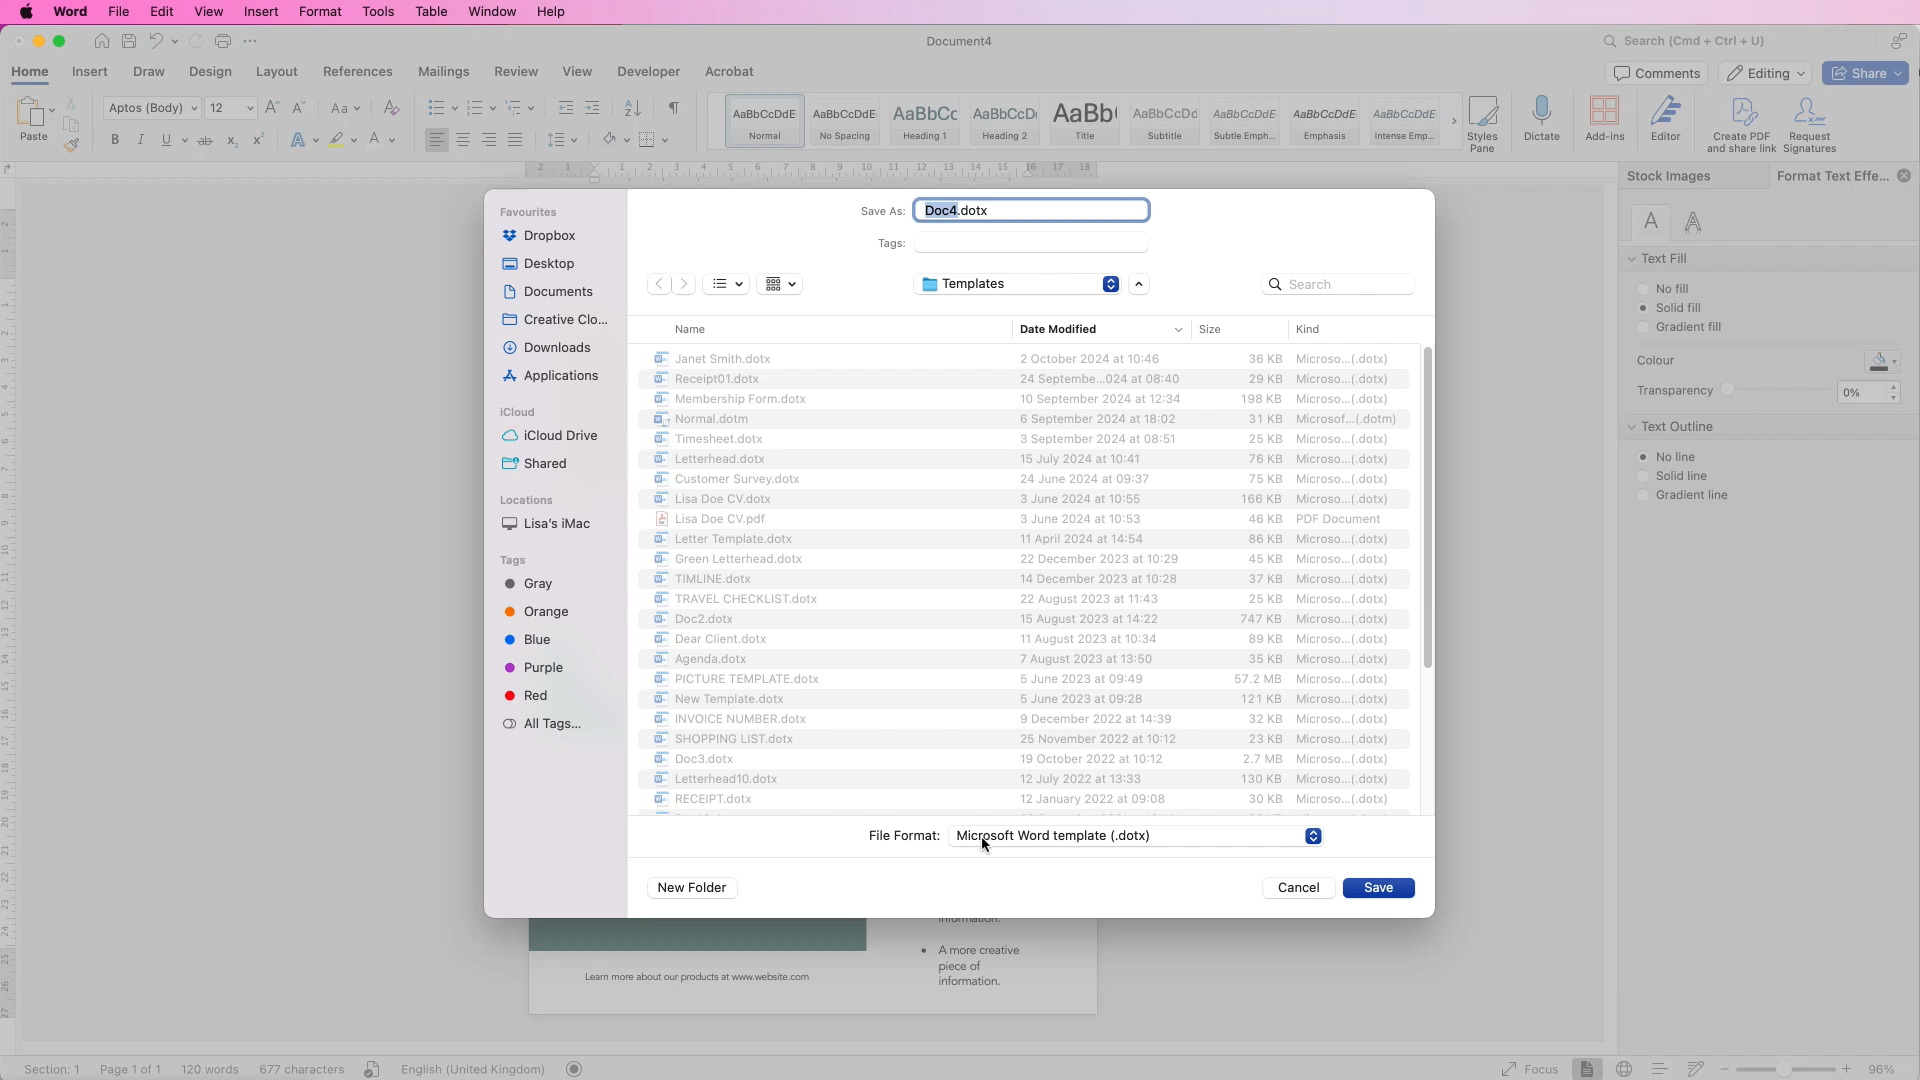 Word File Edit View Insert Format Tools Table Window Help
Document4
Search (Cmd + Ctrl + U)
Home Insert Draw Design Layout References Mailings Review View Developer Acrobat
Comments Editing Share
Paste
Aptos (Body) 12
AaBbCcDdE AaBbCcDdE AaBbCc AaBbCcD AaBb AaBbCcDd AaBbCcDdE AaBbCcDdE AaBbCcDdE
Normal No Spacing Heading 1 Heading 2 Title Subtitle Subtle Emph... Emphasis Intense Emp...
Styles Pane
Dictate
Add-ins
Editor
Create PDF and share link
Request Signatures
2 1 1 2 3 4 5 6 7 8 9 10 11 12 13 14 15 16 17 18
Stock Images Format Text Effe...
Text Fill
No fill
Solid fill
Gradient fill
Colour
Transparency 0%
Text Outline
No line
Solid line
Gradient line
Favourites
Dropbox
Desktop
Documents
Creative Clo...
Downloads
Applications
iCloud
iCloud Drive
Shared
Locations
Lisa's iMac
Tags
Gray
Orange
Blue
Purple
Red
All Tags...
Save As: Doc4.dotx
Tags:
Templates
Search
Name Date Modified Size Kind
Janet Smith.dotx 2 October 2024 at 10:46 36 KB Microso...(.dotx)
Receipt01.dotx 24 Septembe...024 at 08:40 29 KB Microso...(.dotx)
Membership Form.dotx 10 September 2024 at 12:34 198 KB Microso...(.dotx)
Normal.dotm 6 September 2024 at 18:02 31 KB Microsof...(.dotm)
Timesheet.dotx 3 September 2024 at 08:51 25 KB Microso...(.dotx)
Letterhead.dotx 15 July 2024 at 10:41 76 KB Microso...(.dotx)
Customer Survey.dotx 24 June 2024 at 09:37 75 KB Microso...(.dotx)
Lisa Doe CV.dotx 3 June 2024 at 10:55 166 KB Microso...(.dotx)
Lisa Doe CV.pdf 3 June 2024 at 10:53 46 KB PDF Document
Letter Template.dotx 11 April 2024 at 14:54 86 KB Microso...(.dotx)
Green Letterhead.dotx 22 December 2023 at 10:29 45 KB Microso...(.dotx)
TIMLINE.dotx 14 December 2023 at 10:28 37 KB Microso...(.dotx)
TRAVEL CHECKLIST.dotx 22 August 2023 at 11:43 25 KB Microso...(.dotx)
Doc2.dotx 15 August 2023 at 14:22 747 KB Microso...(.dotx)
Dear Client.dotx 11 August 2023 at 10:34 89 KB Microso...(.dotx)
Agenda.dotx 7 August 2023 at 13:50 35 KB Microso...(.dotx)
PICTURE TEMPLATE.dotx 5 June 2023 at 09:49 57.2 MB Microso...(.dotx)
New Template.dotx 5 June 2023 at 09:28 121 KB Microso...(.dotx)
INVOICE NUMBER.dotx 9 December 2022 at 14:39 32 KB Microso...(.dotx)
SHOPPING LIST.dotx 25 November 2022 at 10:12 23 KB Microso...(.dotx)
Doc3.dotx 19 October 2022 at 10:12 2.7 MB Microso...(.dotx)
Letterhead10.dotx 12 July 2022 at 13:33 130 KB Microso...(.dotx)
RECEIPT.dotx 12 January 2022 at 09:08 30 KB Microso...(.dotx)
File Format: Microsoft Word template (.dotx)
New Folder Cancel Save
information.
• A more creative
piece of
information.
Learn more about our products at www.website.com
Section: 1 Page 1 of 1 120 words 677 characters English (United Kingdom) Focus 96%